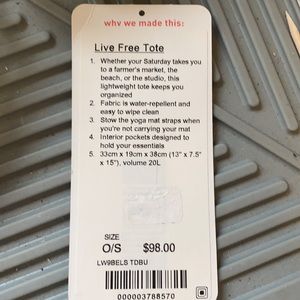 why we made this:
Live Free Tote
1. Whether your Saturday takes you
to a farmer's market, the
beach, or the studio, this
lightweight tote keeps you
organized
2. Fabric is water-repellent and
easy to wipe clean
3. Stow the yoga mat straps when
you're not carrying your mat
4. Interior pockets designed to
hold your essentials
5. 33cm x 19cm x 38cm (13" x 7.5"
x 15"), volume 20L
SIZE
O/S $98.00
LW9BELS TDBU
000003788570